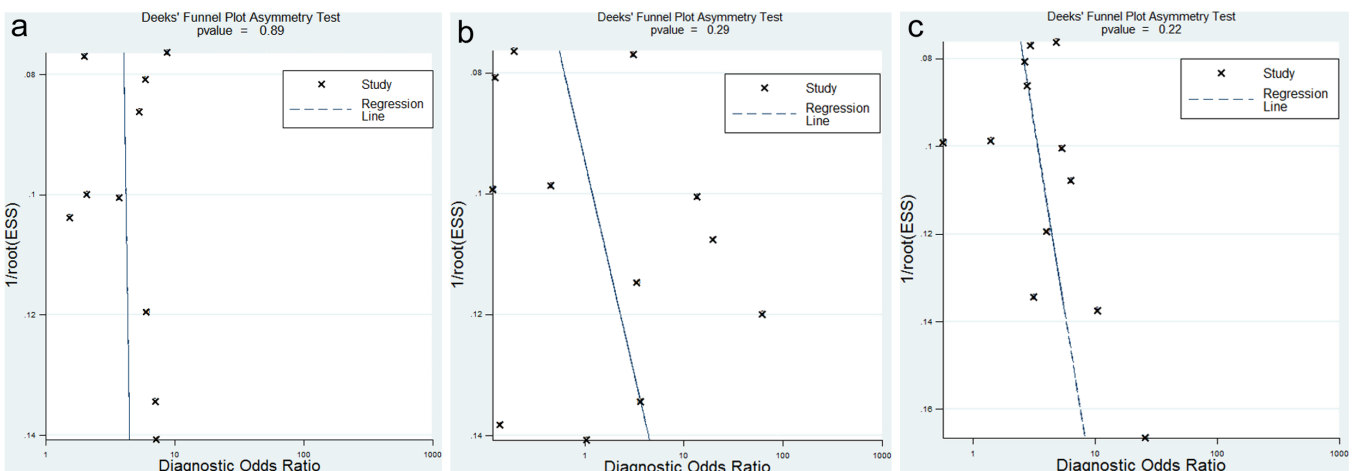 a
Deeks' Funnel Plot Asymmetry Test
pvalue = 0.89
Study
Regression
Line
1/root(ESS)
.08
.1
.12
.14
1
10
100
1000
Diagnostic Odds Ratio
b
Deeks' Funnel Plot Asymmetry Test
pvalue = 0.29
Study
Regression
Line
1/root(ESS)
.08
.1
.12
.14
1
10
100
1000
Diagnostic Odds Ratio
c
Deeks' Funnel Plot Asymmetry Test
pvalue = 0.22
Study
Regression
Line
1/root(ESS)
.08
.1
.12
.14
.16
1
10
100
1000
Diagnostic Odds Ratio